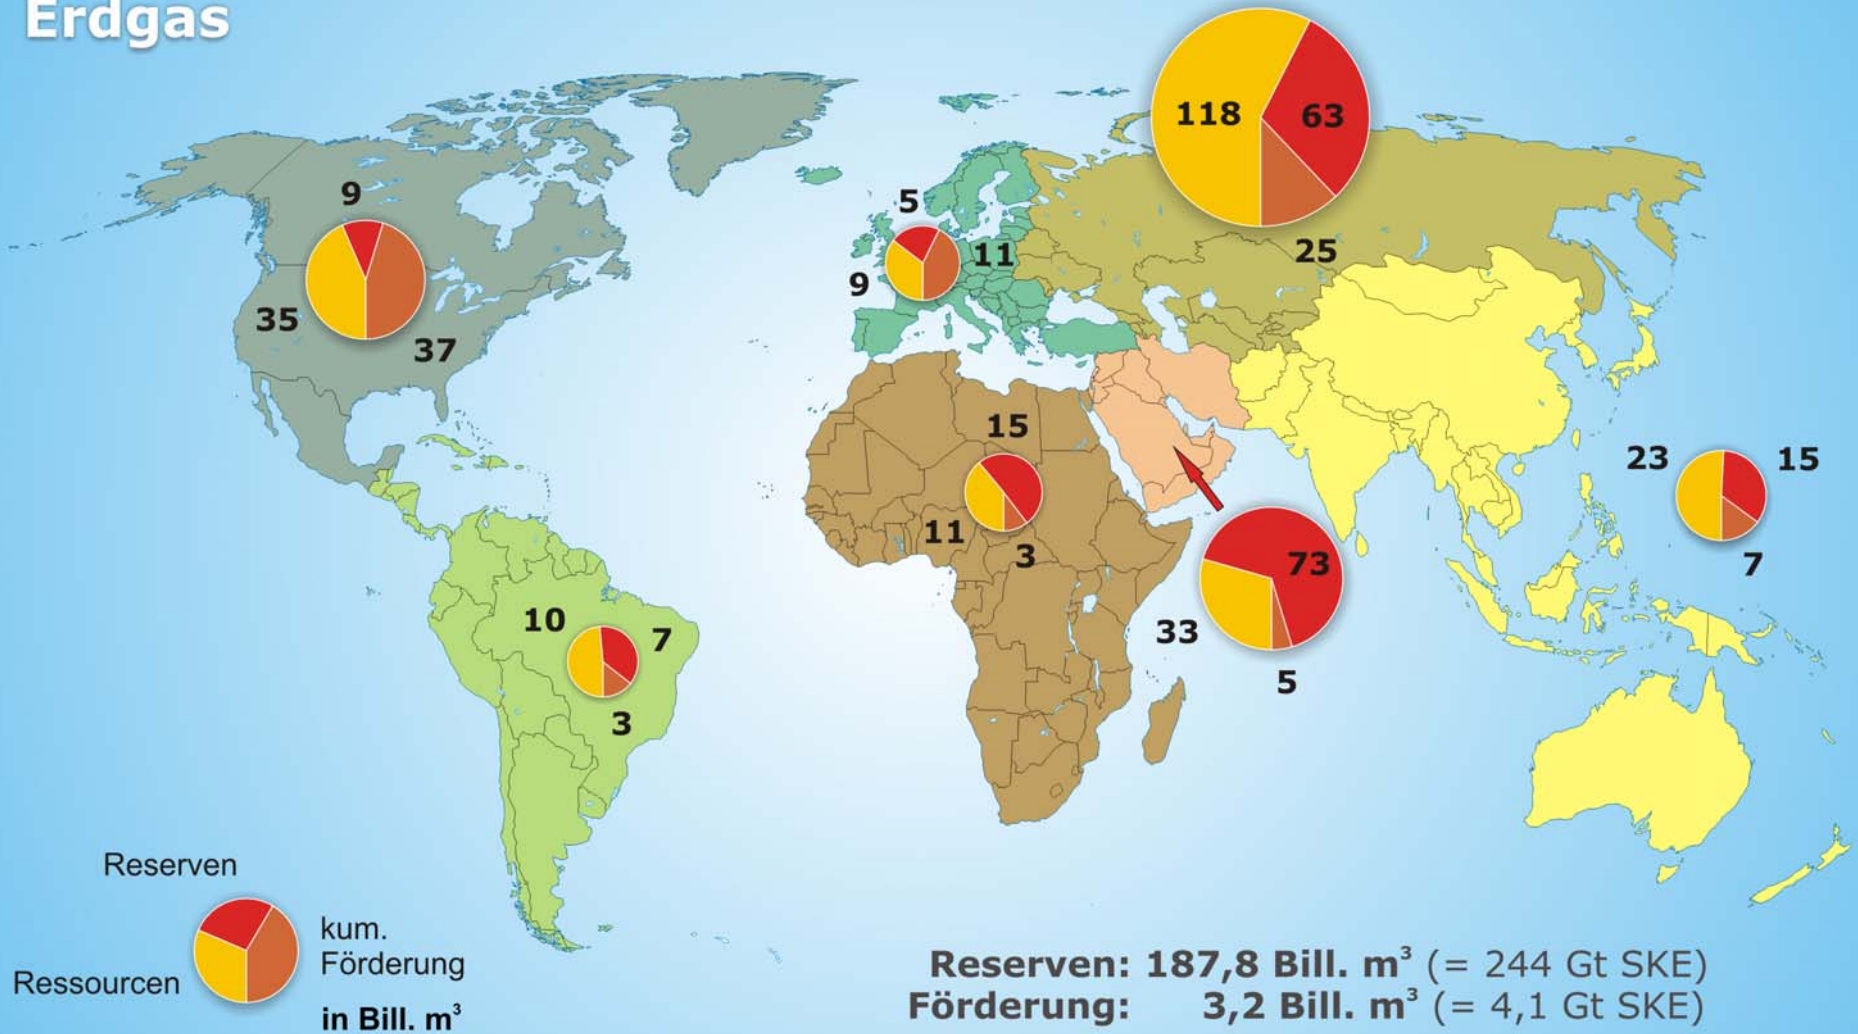 Erdgas
118
63
25
9
35
37
5
11
9
15
11
3
73
33
5
23
15
7
10
7
3
Reserven
kum.
Förderung
Ressourcen
in Bill. m³
Reserven: 187,8 Bill. m³ (= 244 Gt SKE)
Förderung: 3,2 Bill. m³ (= 4,1 Gt SKE)